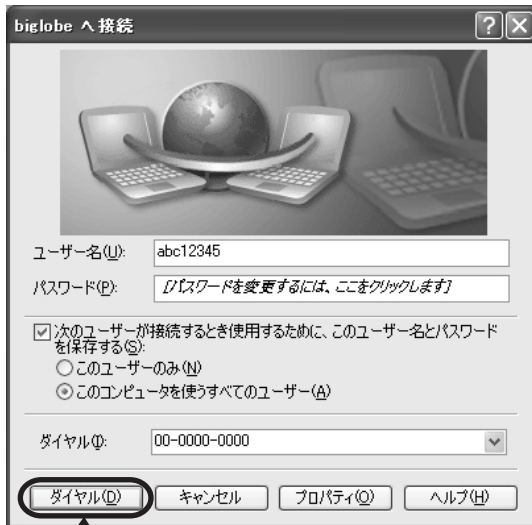 biglobe へ接続
ユーザー名(U):
abc12345
パスワード(P):
[パスワードを変更するには、ここをクリックします]
次のユーザーが接続するとき使用するために、このユーザー名とパスワード
を保存する(S):
このユーザーのみ(N)
このコンピュータを使うすべてのユーザー(A)
ダイヤル(I):
00-0000-0000
ダイヤル(D)
キャンセル
プロパティ(O)
ヘルプ(H)